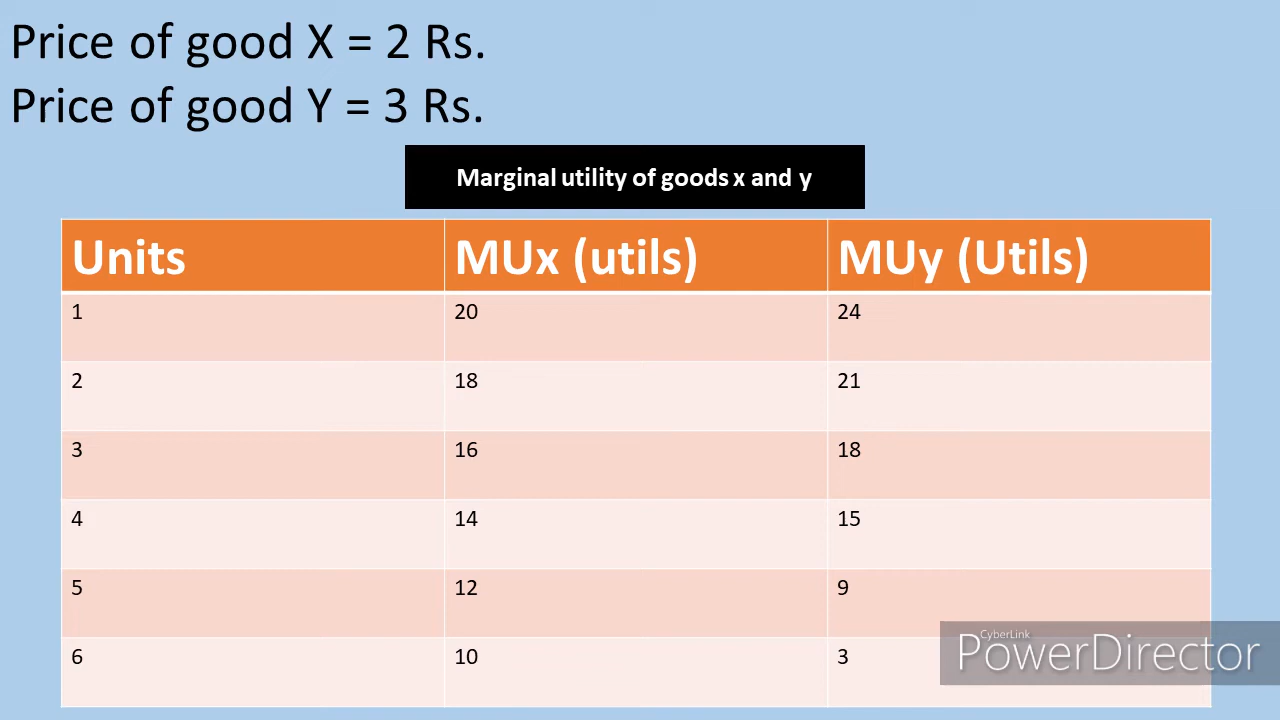 Price of good X = 2 Rs.
Price of good Y = 3 Rs.
Marginal utility of goods x and y
Units MUx (utils) MUy (Utils)
1 20 24
2 18 21
3 16 18
4 14 15
5 12 9
6 10 3
CyberLink
PowerDirector